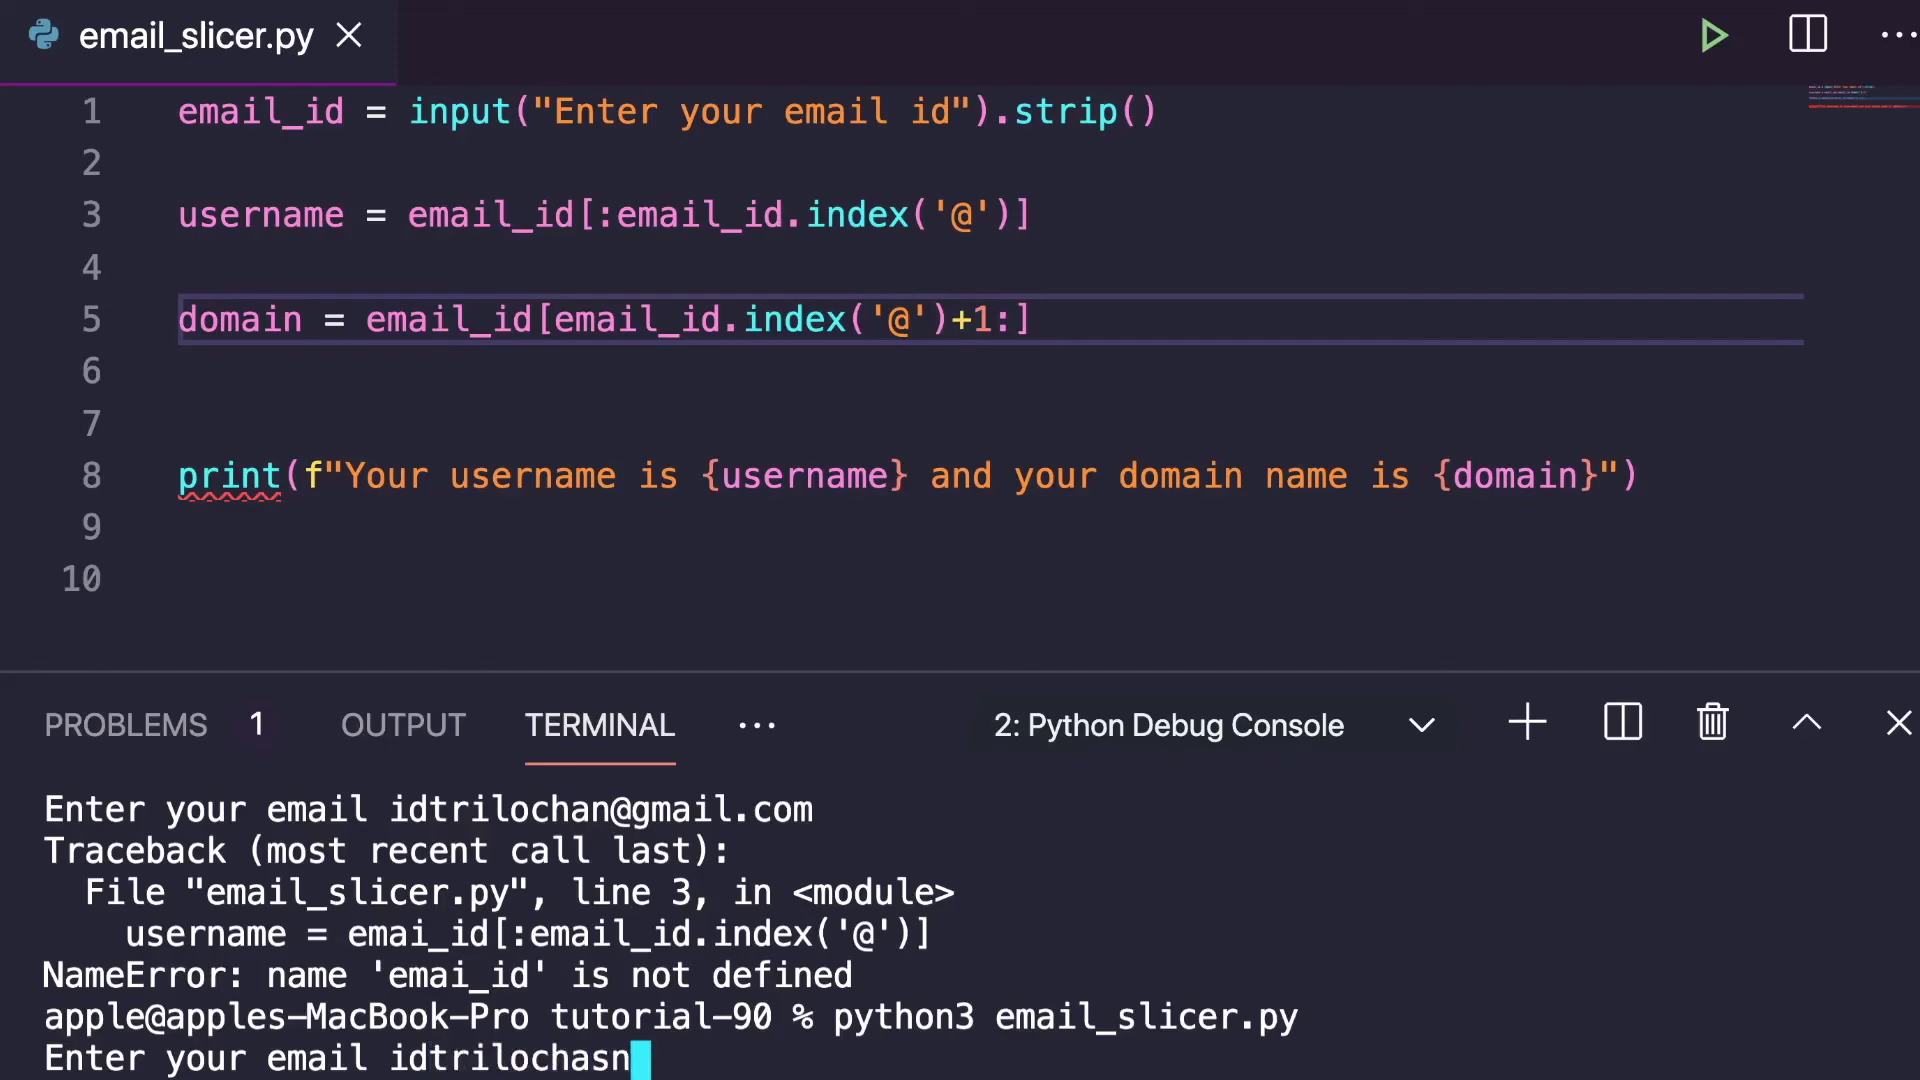 email_slicer.py
1 email_id = input("Enter your email id").strip()
2
3 username = email_id[:email_id.index('@')]
4
5 domain = email_id[email_id.index('@')+1:]
6
7
8 print(f"Your username is {username} and your domain name is {domain}")
9
10
PROBLEMS 1 OUTPUT TERMINAL ... 2: Python Debug Console
Enter your email idtrilochan@gmail.com
Traceback (most recent call last):
  File "email_slicer.py", line 3, in <module>
    username = emai_id[:email_id.index('@')]
NameError: name 'emai_id' is not defined
apple@apples-MacBook-Pro tutorial-90 % python3 email_slicer.py
Enter your email idtrilochasn